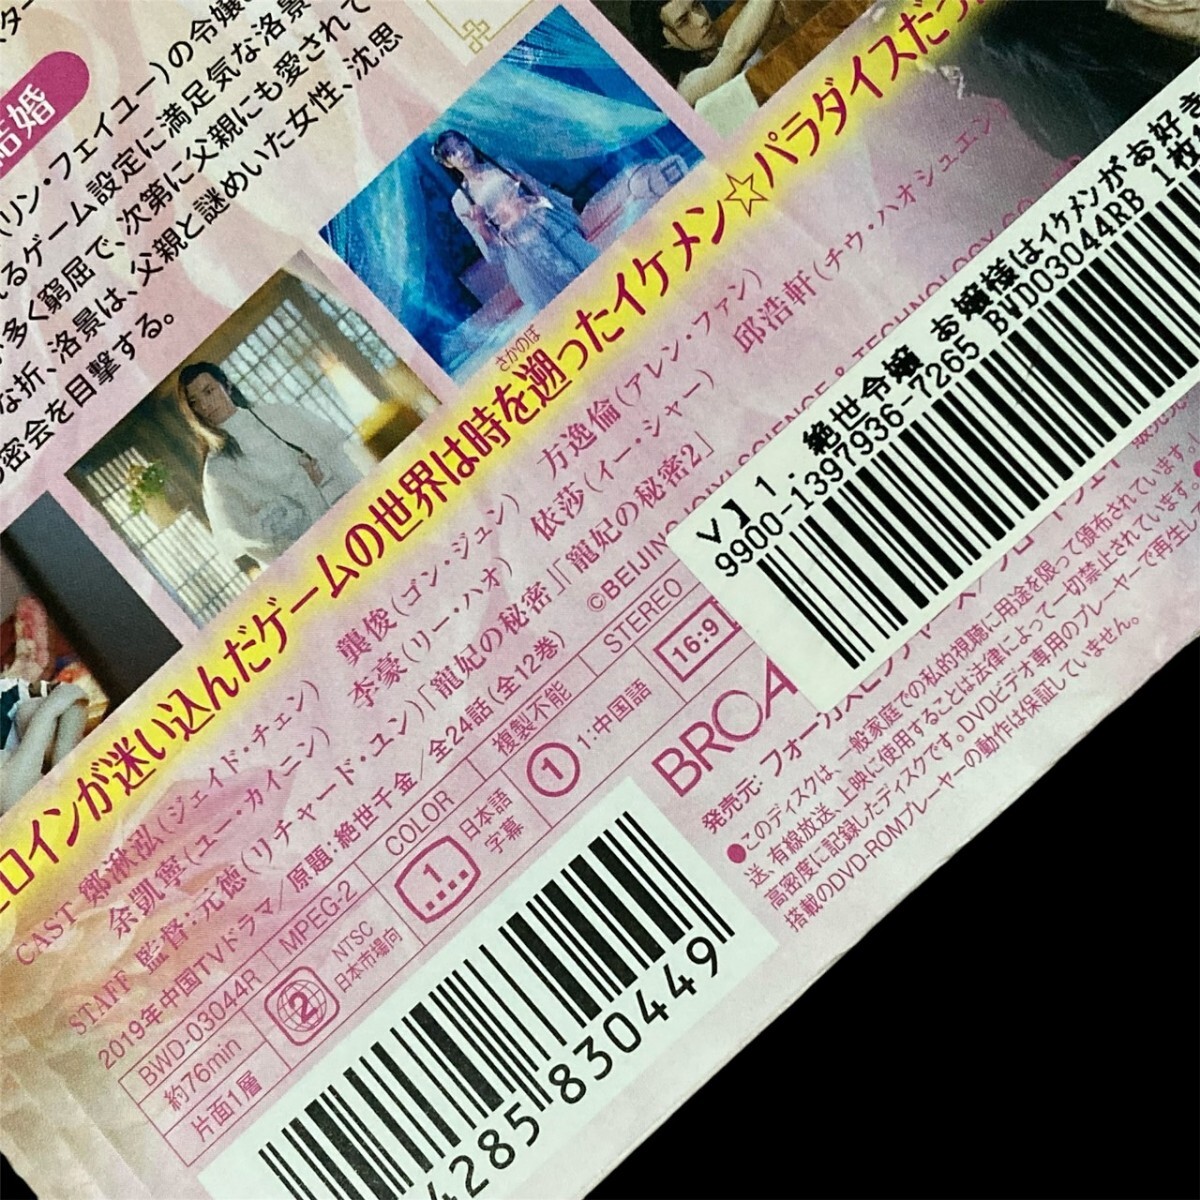 結婚
(リン・フェイユー)の令嬢
るゲーム設定に満足気な洛景
多く窮屈で、次第に父親にも愛されて
な折、洛景は、父親と謎めいた女性、沈思
密会を目撃する。
ロインが迷い込んだゲームの世界は時を遡ったイケメン☆パラダイスだっ
さかのぼ
CAST 鄭湫泓(ジェイド・チェン) 龔俊(ゴン・ジュン) 方逸倫(アレン・ファン) 邱浩軒(チウ・ハオシュエン)
余凱寧(ユー・カイニン) 李豪(リー・ハオ) 依莎(イー・シャー)
STAFF 監督:元徳(リチャード・ユン)「寵妃の秘密」「寵妃の秘密2」
2019年中国TVドラマ/原題:絶世千金/全24話(全12巻)
©BEIJING IQIYI SCIENCE & TECHNOLOGY CO
BWD-03044R
MPEG-2
COLOR
複製不能
STEREO
約76min
片面1層
2
NTSC
日本市場向
1
日本語
字幕
1
1:中国語
16:9
BROA
発売元:フォーカスピクチャーズ
●このディスクは、一般家庭での私的視聴に用途を限って頒布されています。
送、有線放送、上映に使用することは法律によって一切禁止されています。
高密度に記録したディスクです。DVDビデオ専用のプレーヤーで再生し
搭載のDVD-ROMプレーヤーの動作は保証していません。
V1 1. 絶世令嬢 お嬢様はイケメンがお好き
9900-1397936-7265 BWD03044RB 1枚
4285 830449